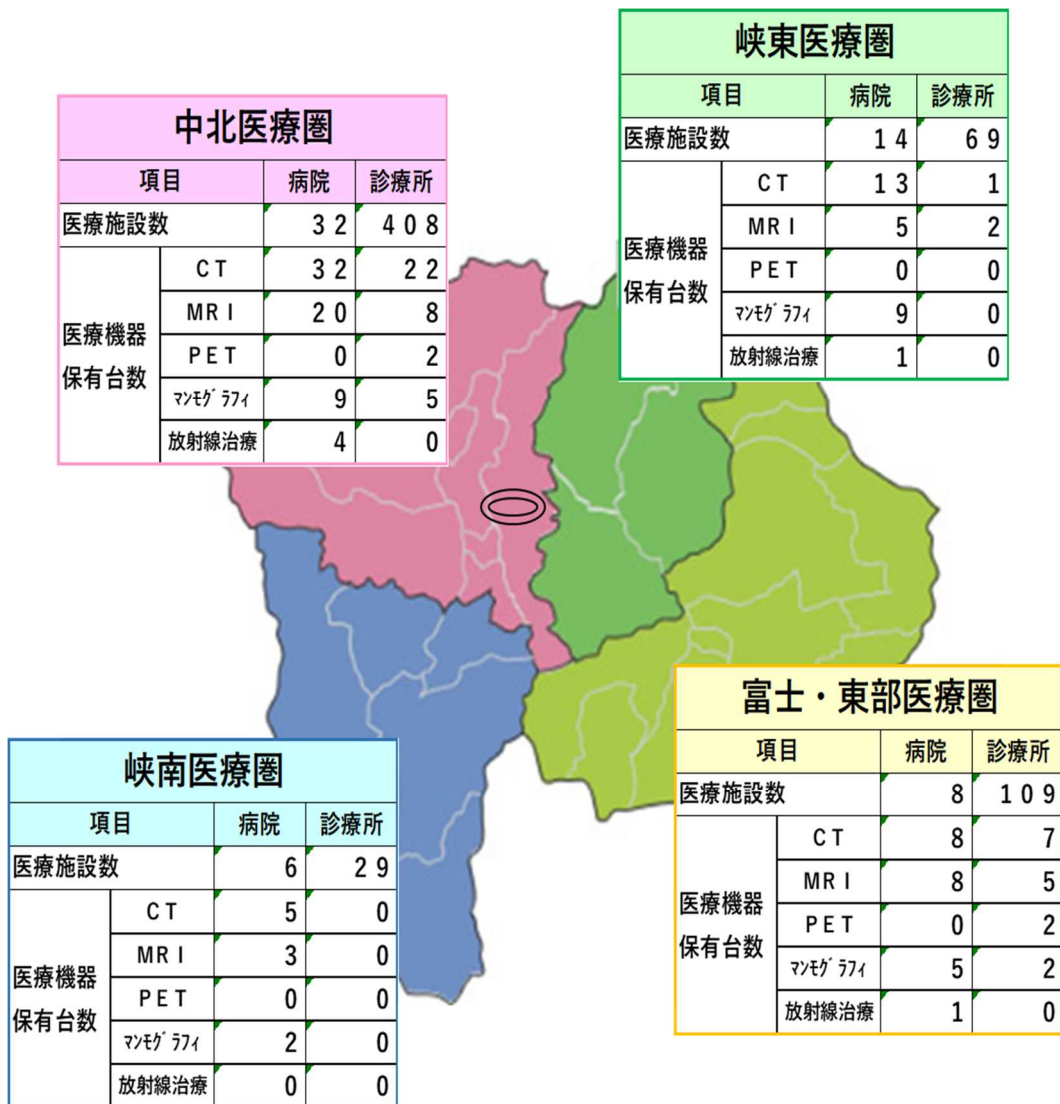 中北医療圏
項目 病院 診療所
医療施設数 32 408
医療機器保有台数
CT 32 22
MRI 20 8
PET 0 2
ﾏﾝﾓｸﾞﾗﾌｨ 9 5
放射線治療 4 0
峡東医療圏
項目 病院 診療所
医療施設数 14 69
医療機器保有台数
CT 13 1
MRI 5 2
PET 0 0
ﾏﾝﾓｸﾞﾗﾌｨ 9 0
放射線治療 1 0
峡南医療圏
項目 病院 診療所
医療施設数 6 29
医療機器保有台数
CT 5 0
MRI 3 0
PET 0 0
ﾏﾝﾓｸﾞﾗﾌｨ 2 0
放射線治療 0 0
富士・東部医療圏
項目 病院 診療所
医療施設数 8 109
医療機器保有台数
CT 8 7
MRI 8 5
PET 0 2
ﾏﾝﾓｸﾞﾗﾌｨ 5 2
放射線治療 1 0